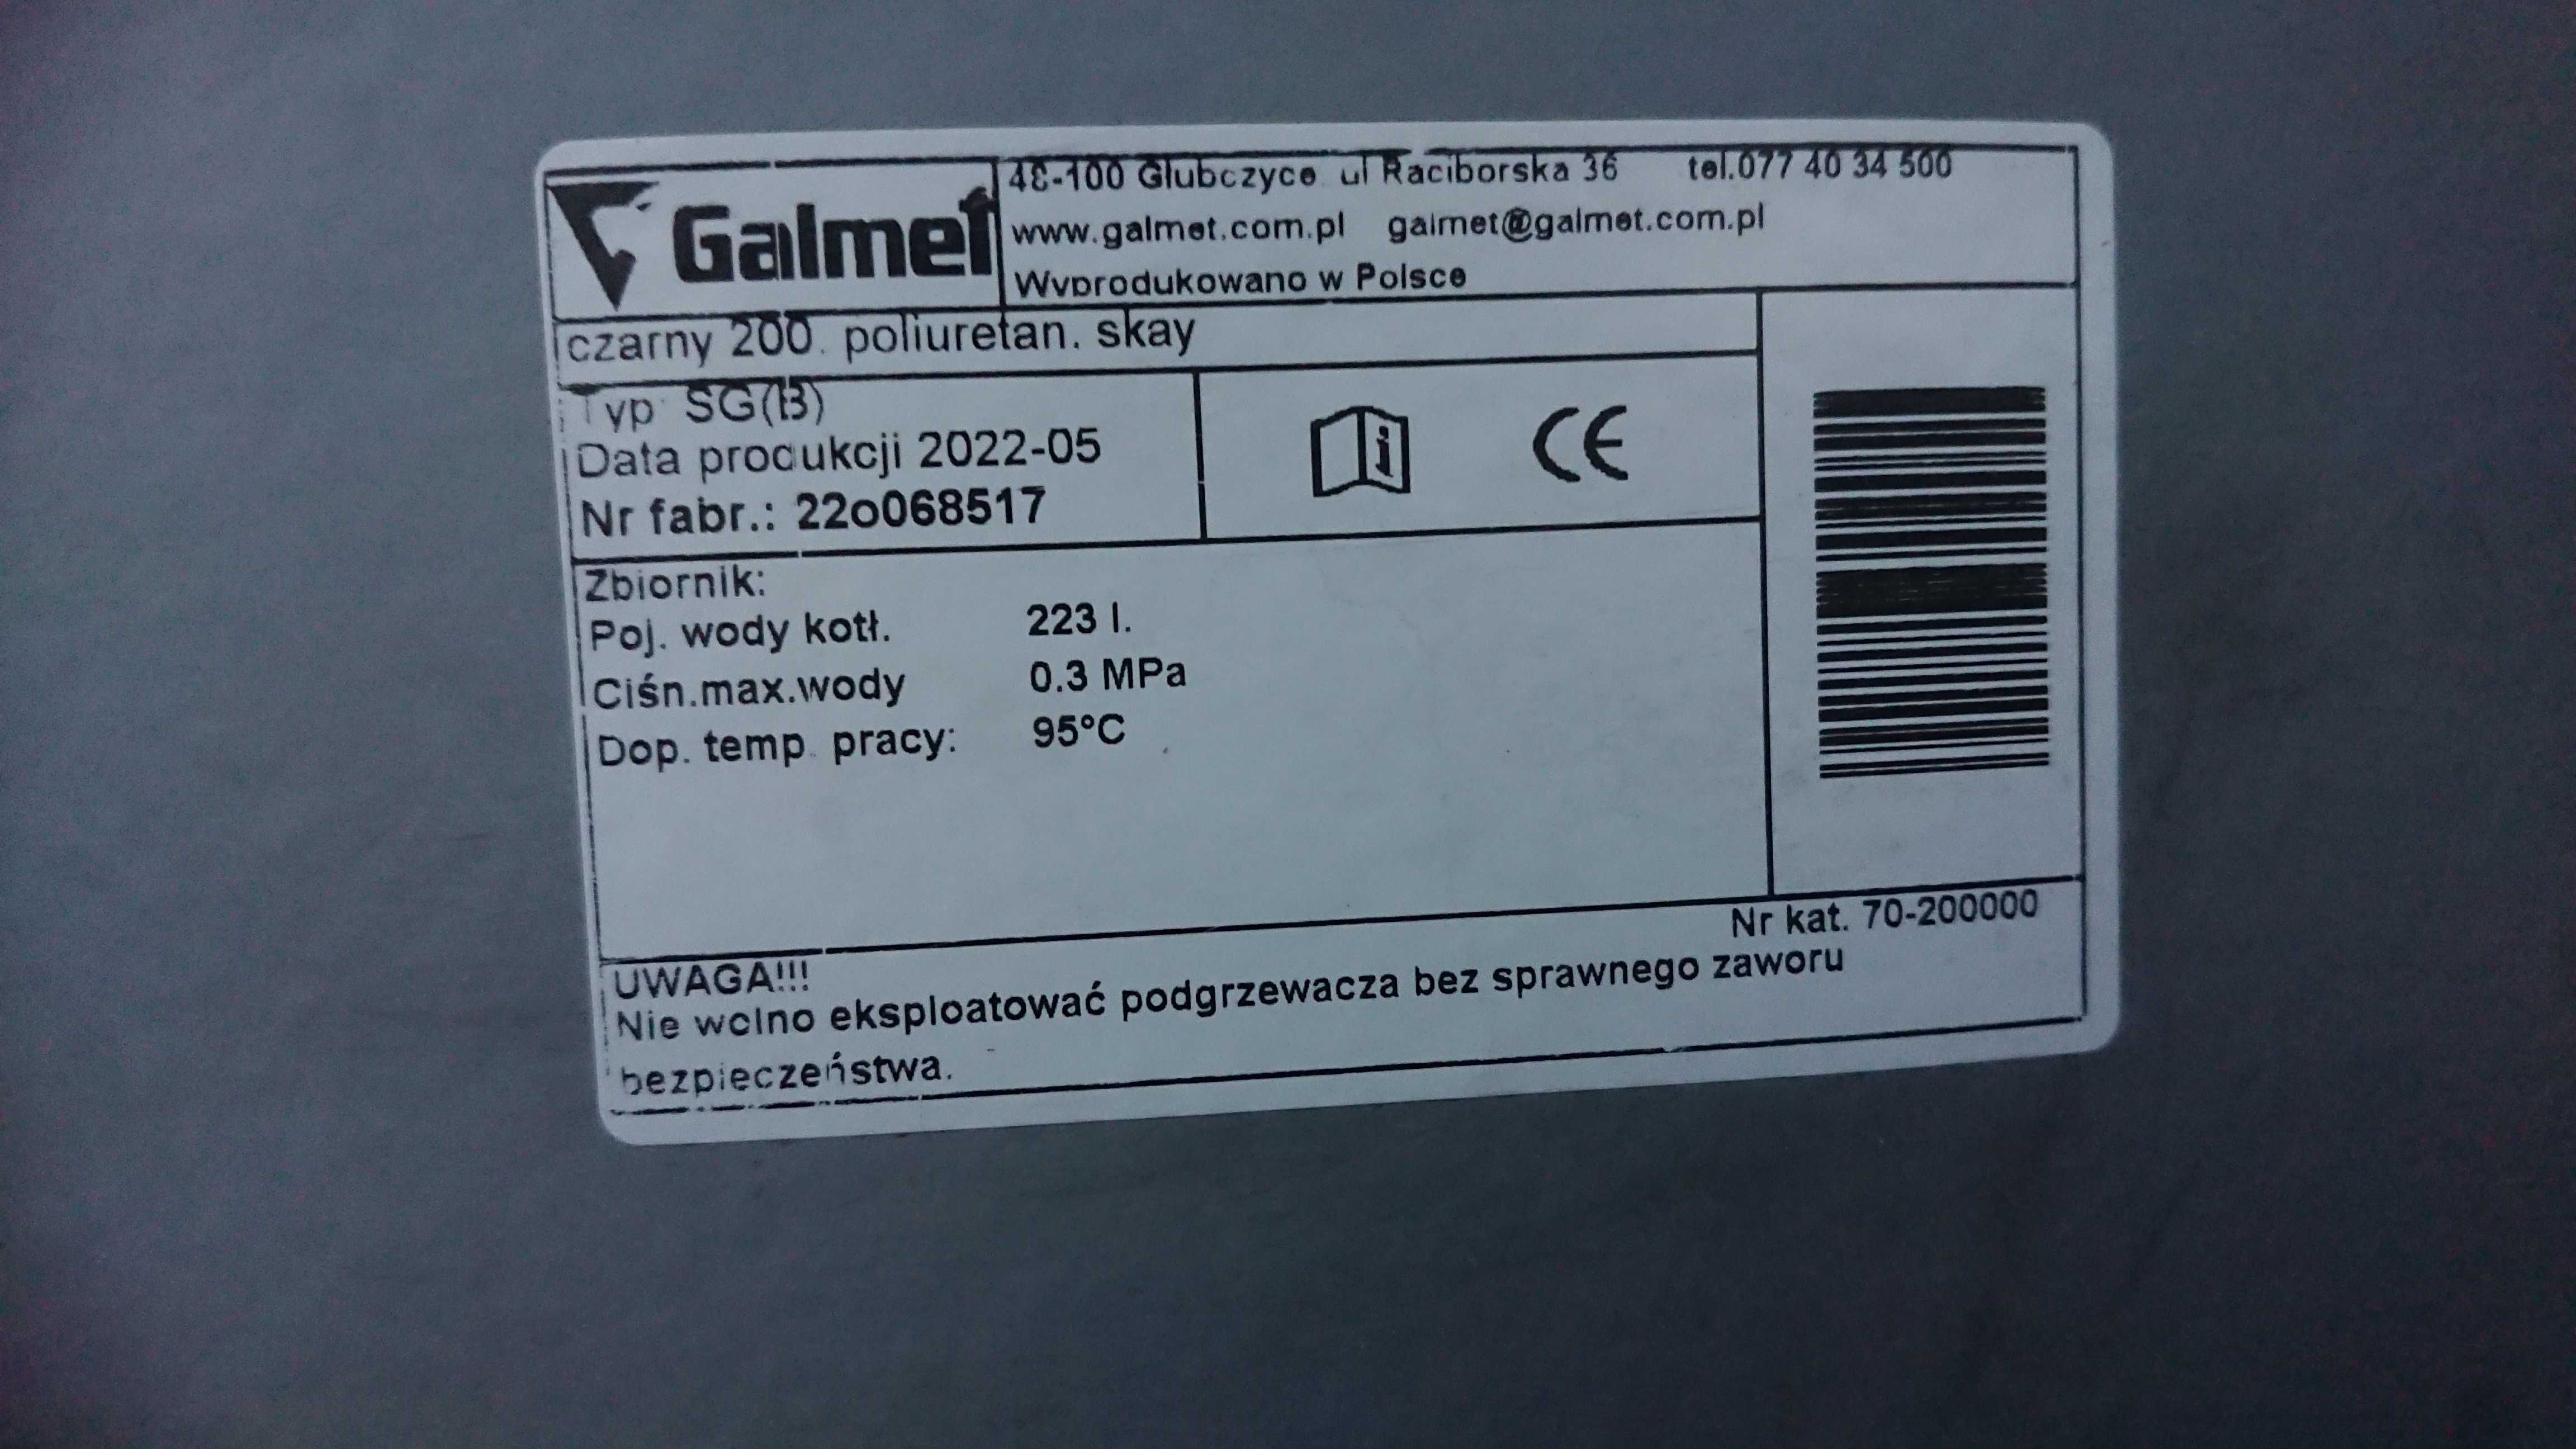 Galmet
48-100 Głubczyce ul Raciborska 36 tel.077 40 34 500
www.galmet.com.pl galmet@galmet.com.pl
Wyprodukowano w Polsce
czarny 200. poliuretan. skay
Typ SG(B)
Data produkcji 2022-05
Nr fabr.: 22o068517
i
CE
Zbiornik:
Poj. wody kotł. 223 l.
Ciśn.max.wody 0.3 MPa
Dop. temp. pracy: 95°C
Nr kat. 70-200000
UWAGA!!!
Nie wolno eksploatować podgrzewacza bez sprawnego zaworu
bezpieczeństwa.